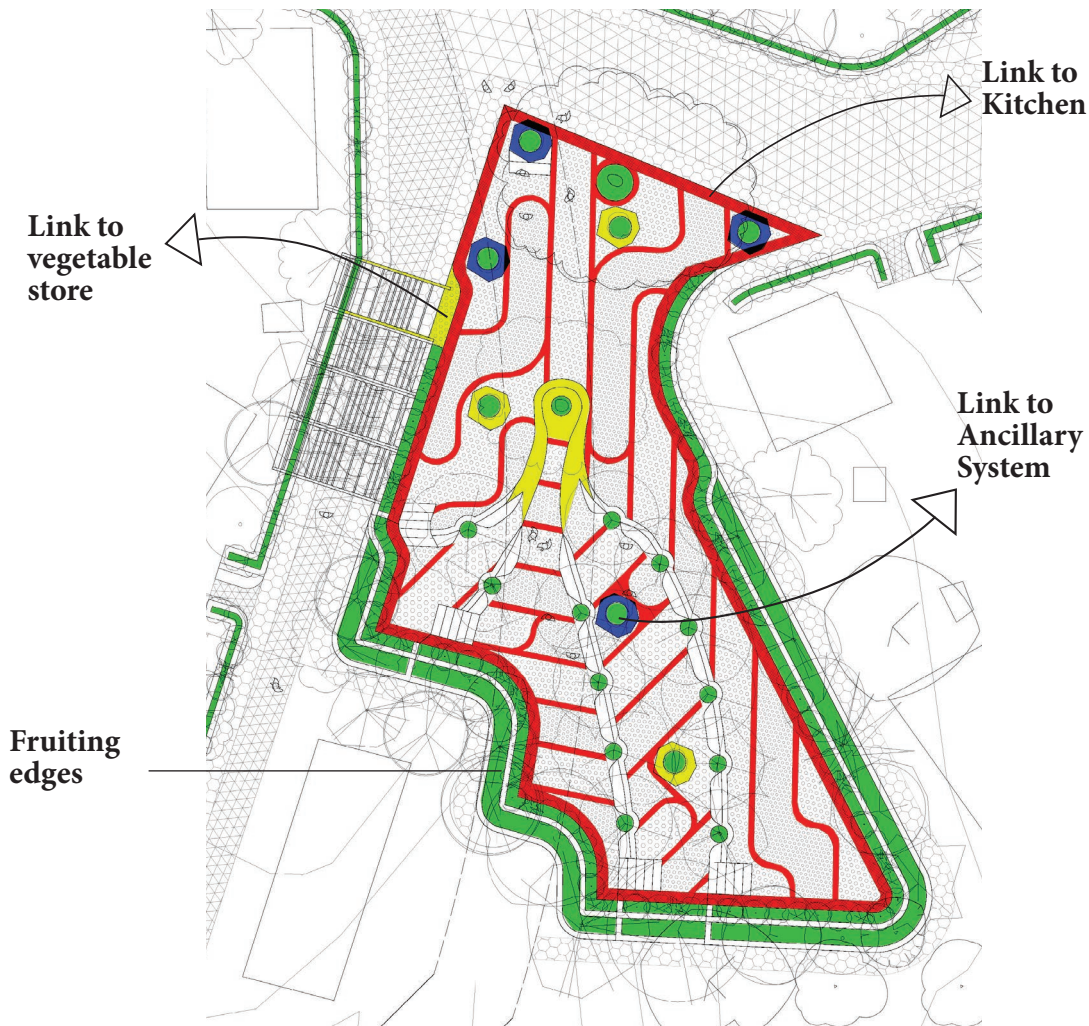 Link to
Kitchen
Link to
vegetable
store
Link to
Ancillary
System
Fruiting
edges